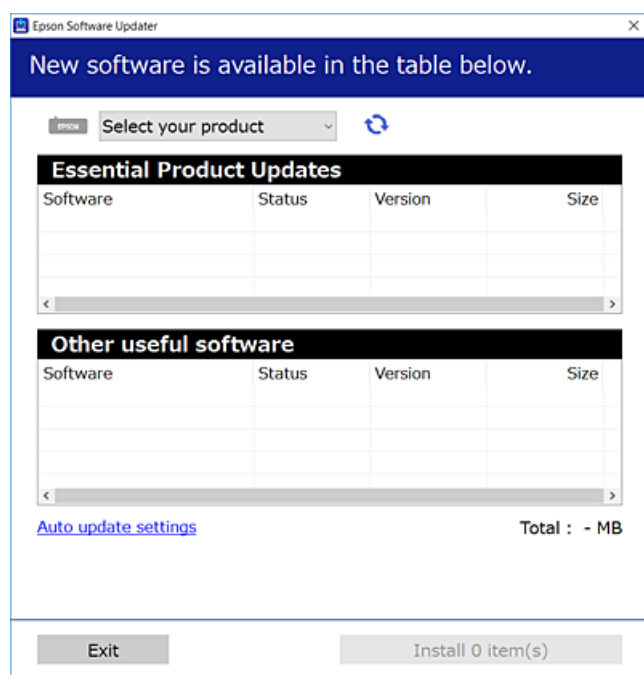 Epson Software Updater
New software is available in the table below.
EPSON Select your product
Essential Product Updates
Software Status Version Size
Other useful software
Software Status Version Size
Auto update settings Total : - MB
Exit Install 0 item(s)